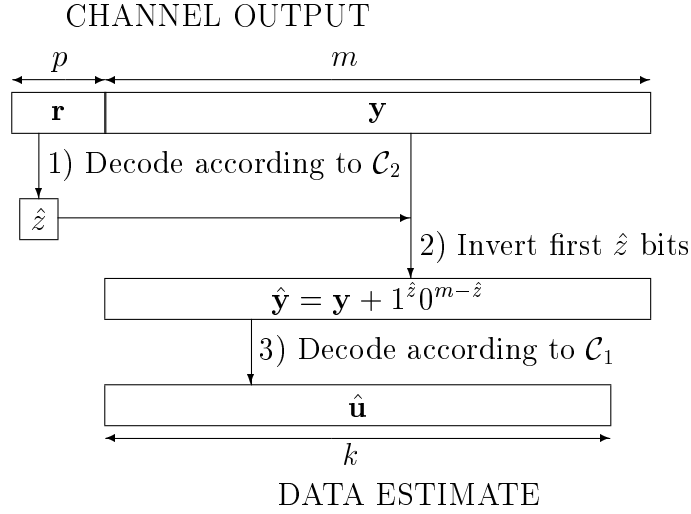 CHANNEL OUTPUT
p m
r y
1) Decode according to 𝒞₂
ẑ
2) Invert first ẑ bits
ŷ = y + 1^ẑ 0^{m−ẑ}
3) Decode according to 𝒞₁
û
k
DATA ESTIMATE